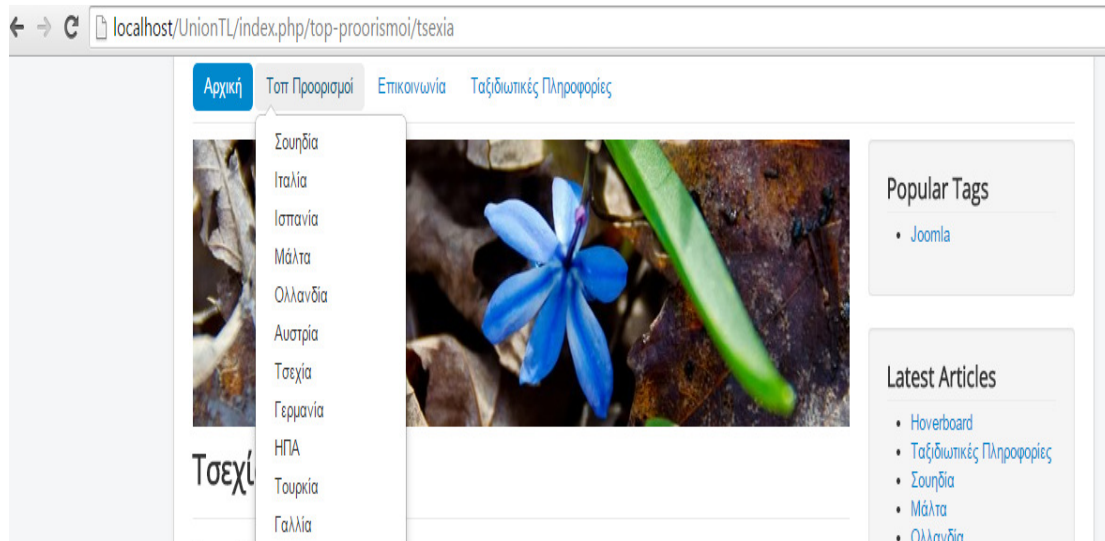 localhost/UnionTL/index.php/top-proorismoi/tsexia
Αρχική Τοπ Προορισμοί Επικοινωνία Ταξιδιωτικές Πληροφορίες
Σουηδία
Ιταλία
Ισπανία
Μάλτα
Ολλανδία
Αυστρία
Τσεχία
Γερμανία
ΗΠΑ
Τουρκία
Γαλλία
Popular Tags
Joomla
Latest Articles
Hoverboard
Ταξιδιωτικές Πληροφορίες
Σουηδία
Μάλτα
Ολλανδία